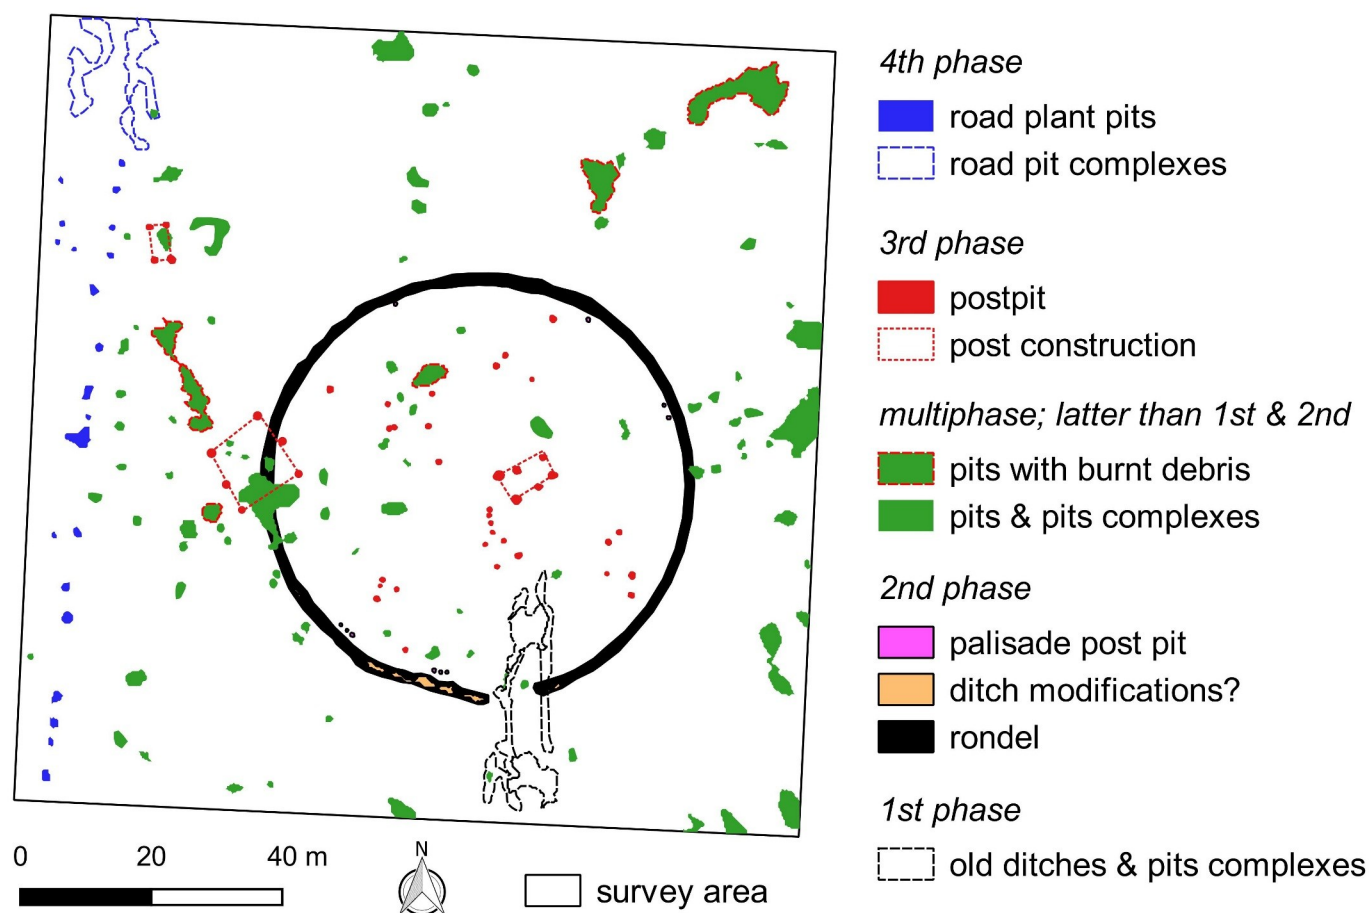 4th phase
road plant pits
road pit complexes
3rd phase
postpit
post construction
multiphase; latter than 1st & 2nd
pits with burnt debris
pits & pits complexes
2nd phase
palisade post pit
ditch modifications?
rondel
1st phase
old ditches & pits complexes
0 20 40 m
N
survey area